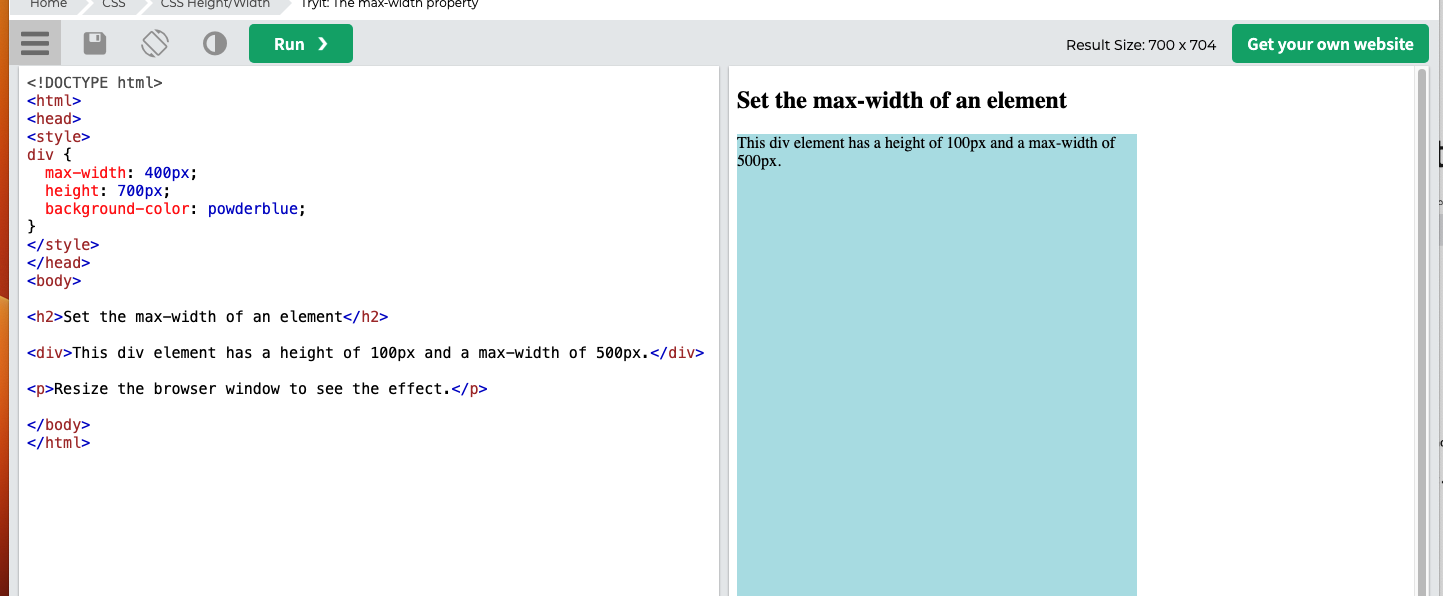 Home CSS CSS Height/Width Tryit: The max-width property
Run ❯ Result Size: 700 x 704 Get your own website
<!DOCTYPE html>
<html>
<head>
<style>
div {
  max-width: 400px;
  height: 700px;
  background-color: powderblue;
}
</style>
</head>
<body>
<h2>Set the max-width of an element</h2>
<div>This div element has a height of 100px and a max-width of 500px.</div>
<p>Resize the browser window to see the effect.</p>
</body>
</html>
Set the max-width of an element
This div element has a height of 100px and a max-width of
500px.